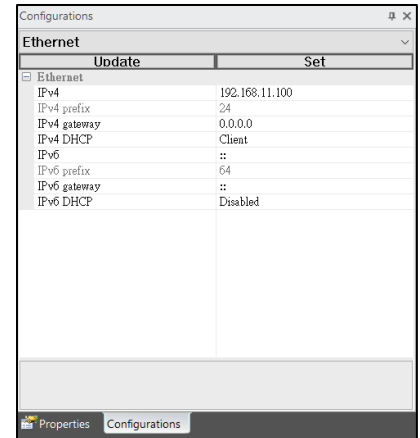 Configurations
Ethernet
Update Set
Ethernet
IPv4 192.168.11.100
IPv4 prefix 24
IPv4 gateway 0.0.0.0
IPv4 DHCP Client
IPv6 ::
IPv6 prefix 64
IPv6 gateway ::
IPv6 DHCP Disabled
Properties Configurations